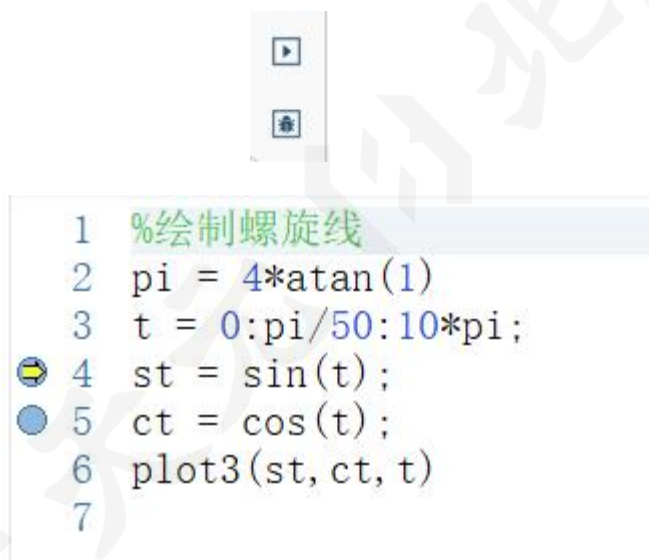 1 %绘制螺旋线
2 pi = 4*atan(1)
3 t = 0:pi/50:10*pi;
4 st = sin(t);
5 ct = cos(t);
6 plot3(st,ct,t)
7